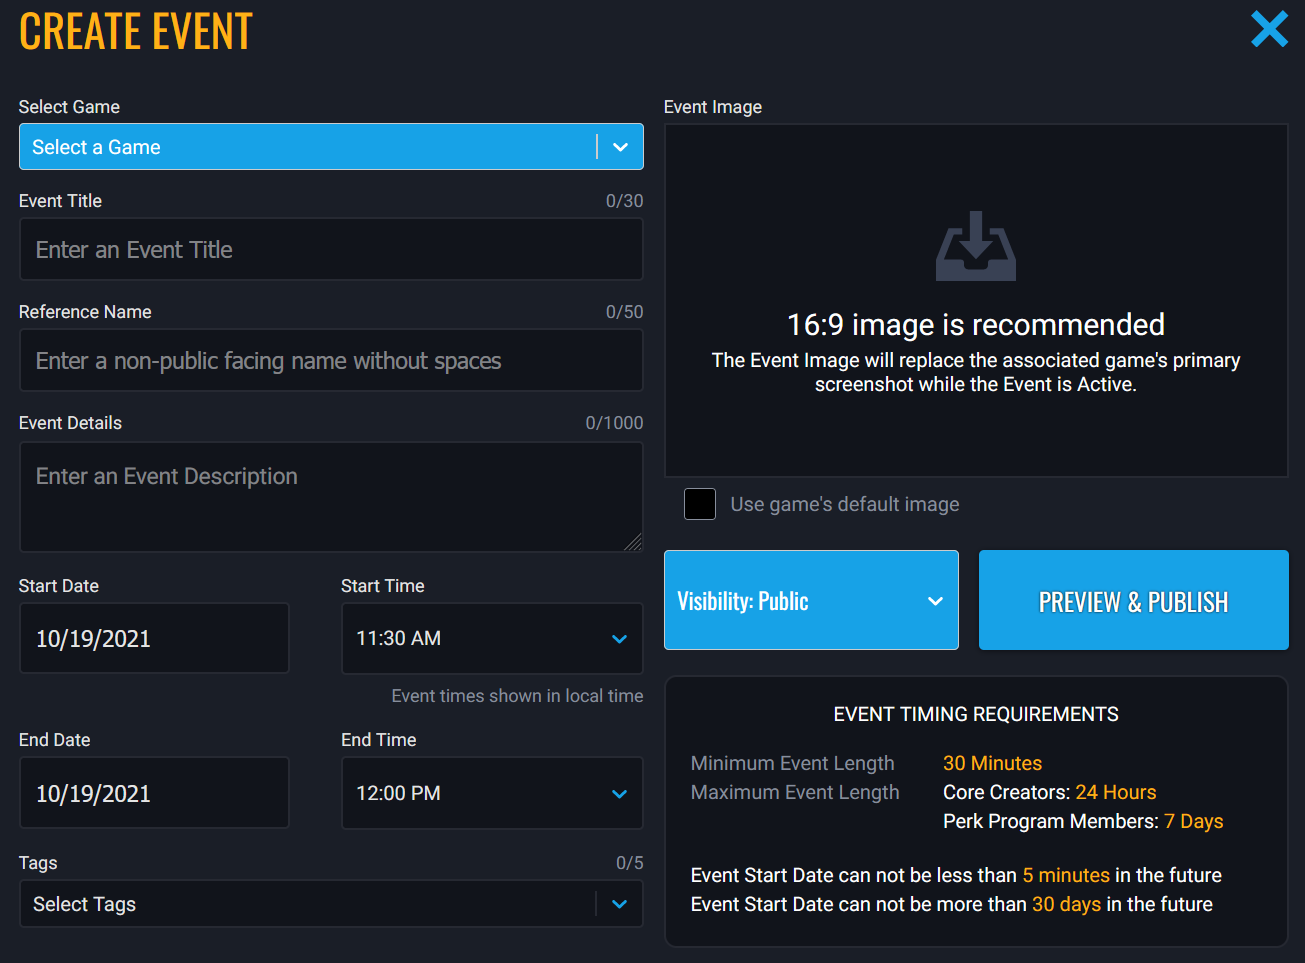 CREATE EVENT
Select Game
Select a Game
Event Title 0/30
Enter an Event Title
Reference Name 0/50
Enter a non-public facing name without spaces
Event Details 0/1000
Enter an Event Description
Start Date Start Time
10/19/2021 11:30 AM
Event times shown in local time
End Date End Time
10/19/2021 12:00 PM
Tags 0/5
Select Tags
Event Image
16:9 image is recommended
The Event Image will replace the associated game's primary
screenshot while the Event is Active.
Use game's default image
Visibility: Public PREVIEW & PUBLISH
EVENT TIMING REQUIREMENTS
Minimum Event Length 30 Minutes
Maximum Event Length Core Creators: 24 Hours
Perk Program Members: 7 Days
Event Start Date can not be less than 5 minutes in the future
Event Start Date can not be more than 30 days in the future